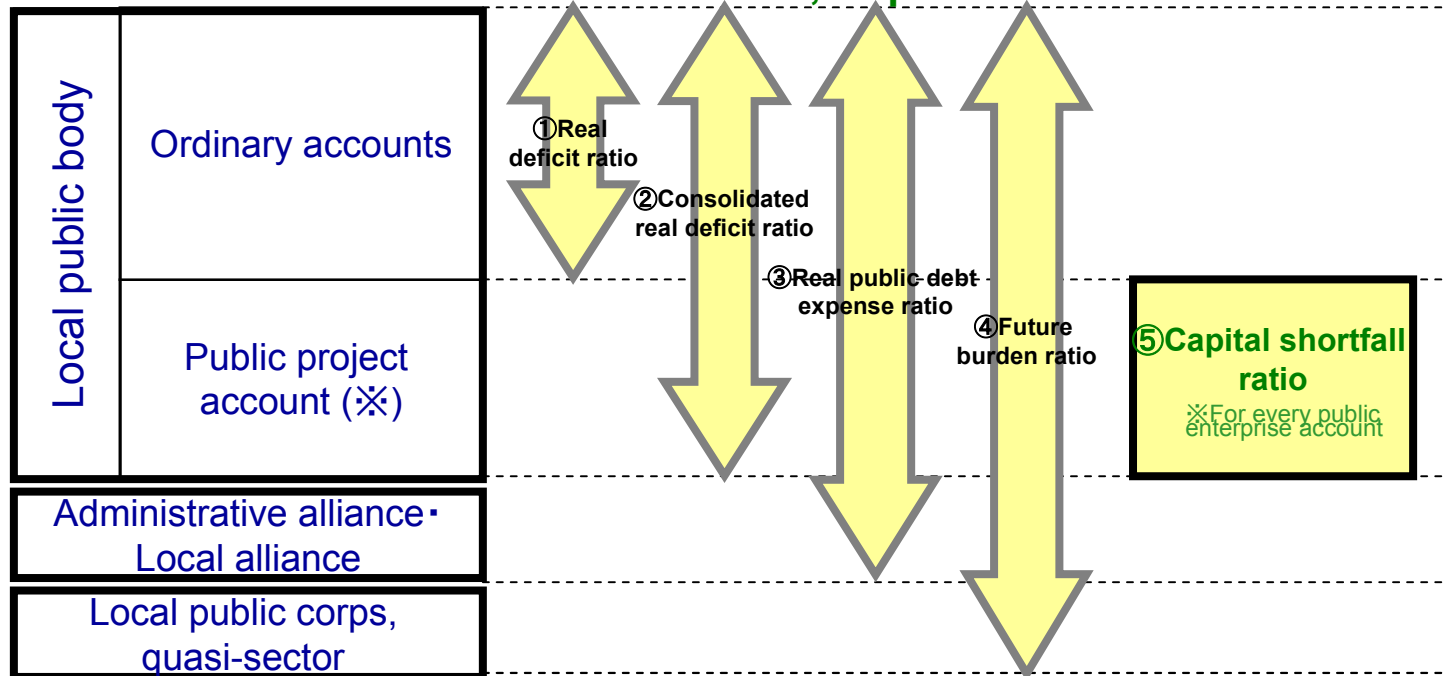 Local public body
Ordinary accounts
Public project
account (※)
Administrative alliance・
Local alliance
Local public corps,
quasi-sector
①Real
deficit ratio
②Consolidated
real deficit ratio
③Real public debt
expense ratio
④Future
burden ratio
⑤Capital shortfall
ratio
※For every public
enterprise account